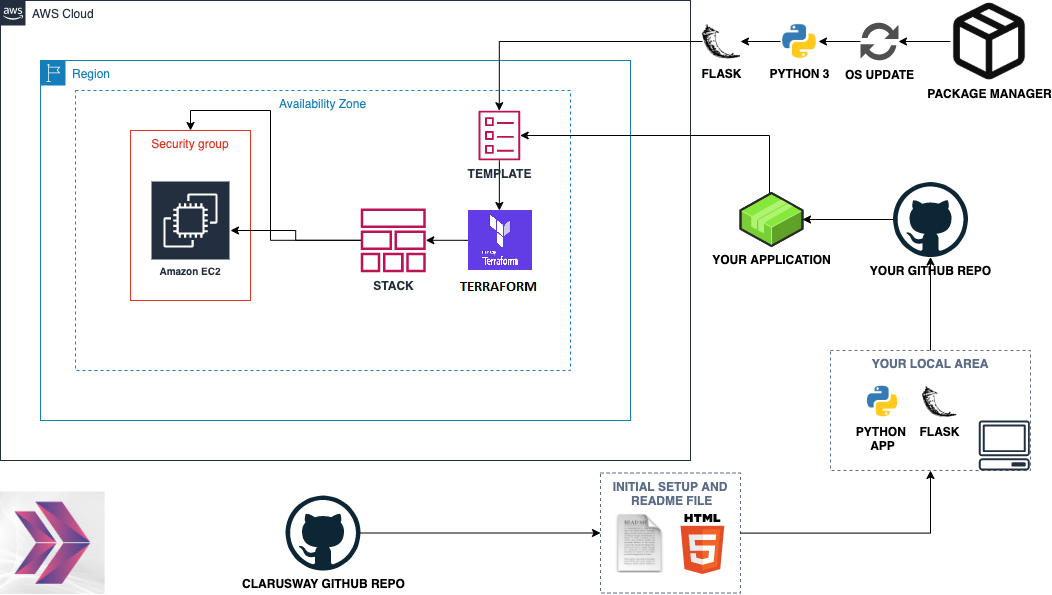 aws
AWS Cloud
Region
Availability Zone
Security group
Amazon EC2
STACK
TEMPLATE
Terraform
TERRAFORM
FLASK
PYTHON 3
OS UPDATE
PACKAGE MANAGER
YOUR APPLICATION
YOUR GITHUB REPO
YOUR LOCAL AREA
PYTHON
APP
FLASK
INITIAL SETUP AND
README FILE
README
HTML
5
CLARUSWAY GITHUB REPO